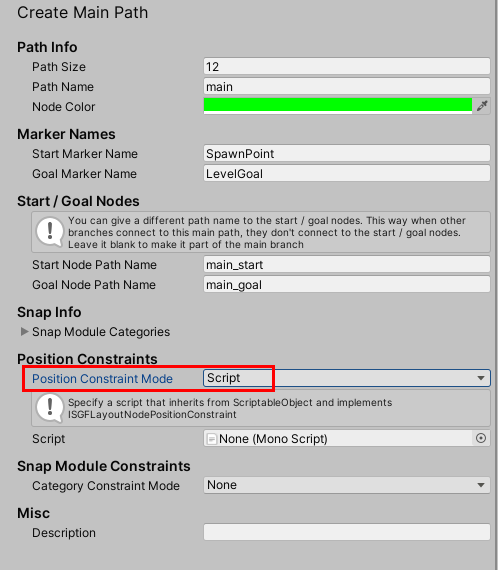 Create Main Path
Path Info
Path Size 12
Path Name main
Node Color
Marker Names
Start Marker Name SpawnPoint
Goal Marker Name LevelGoal
Start / Goal Nodes
You can give a different path name to the start / goal nodes. This way when other
branches connect to this main path, they don't connect to the start / goal nodes.
Leave it blank to make it part of the main branch
Start Node Path Name main_start
Goal Node Path Name main_goal
Snap Info
Snap Module Categories
Position Constraints
Position Constraint Mode Script
Specify a script that inherits from ScriptableObject and implements
ISGFLayoutNodePositionConstraint
Script None (Mono Script)
Snap Module Constraints
Category Constraint Mode None
Misc
Description